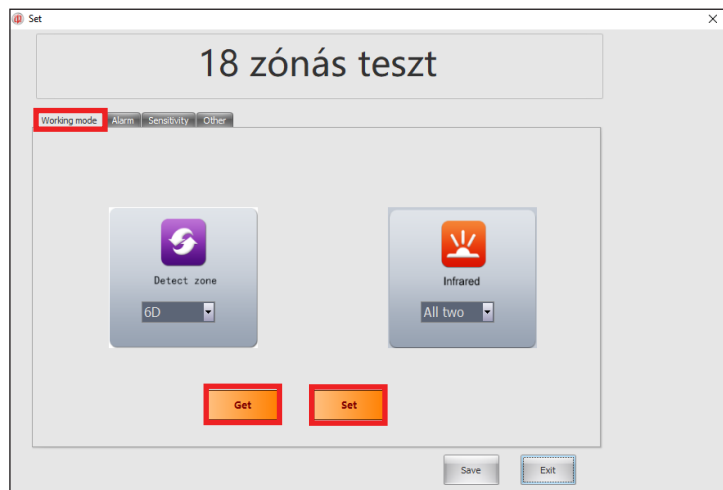 Set
18 zónás teszt
Working mode Alarm Sensitivity Other
Detect zone Infrared
6D All two
Get Set
Save Exit